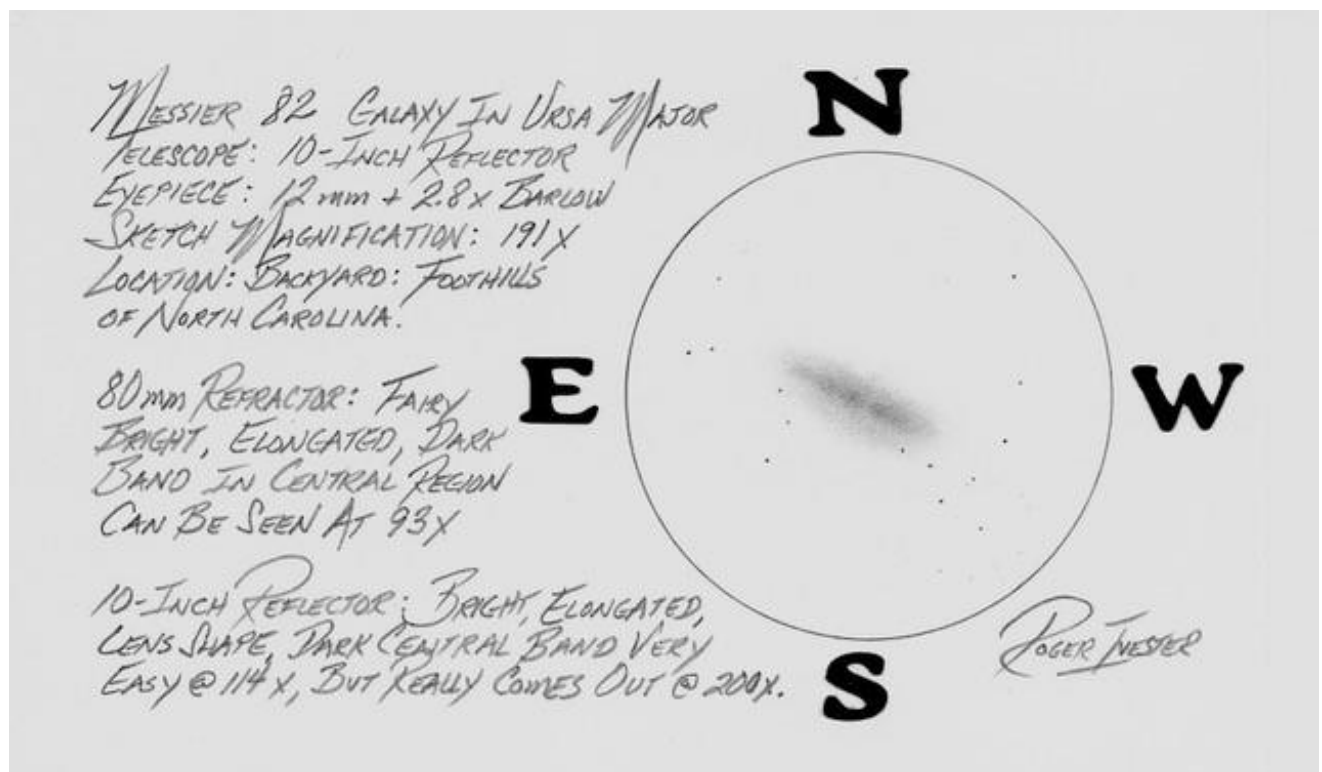 Messier 82 Galaxy In Ursa Major
Telescope: 10-Inch Reflector
Eyepiece: 12mm + 2.8x Barlow
Sketch Magnification: 191x
Location: Backyard: Foothills
of North Carolina.
80mm Refractor: Fairy
Bright, Elongated, Dark
Band In Central Region
Can Be Seen At 93x
10-Inch Reflector: Bright, Elongated,
Lens Shape, Dark Central Band Very
Easy @ 114x, But Really Comes Out @ 200x.
N
E
W
S
Roger Ivester